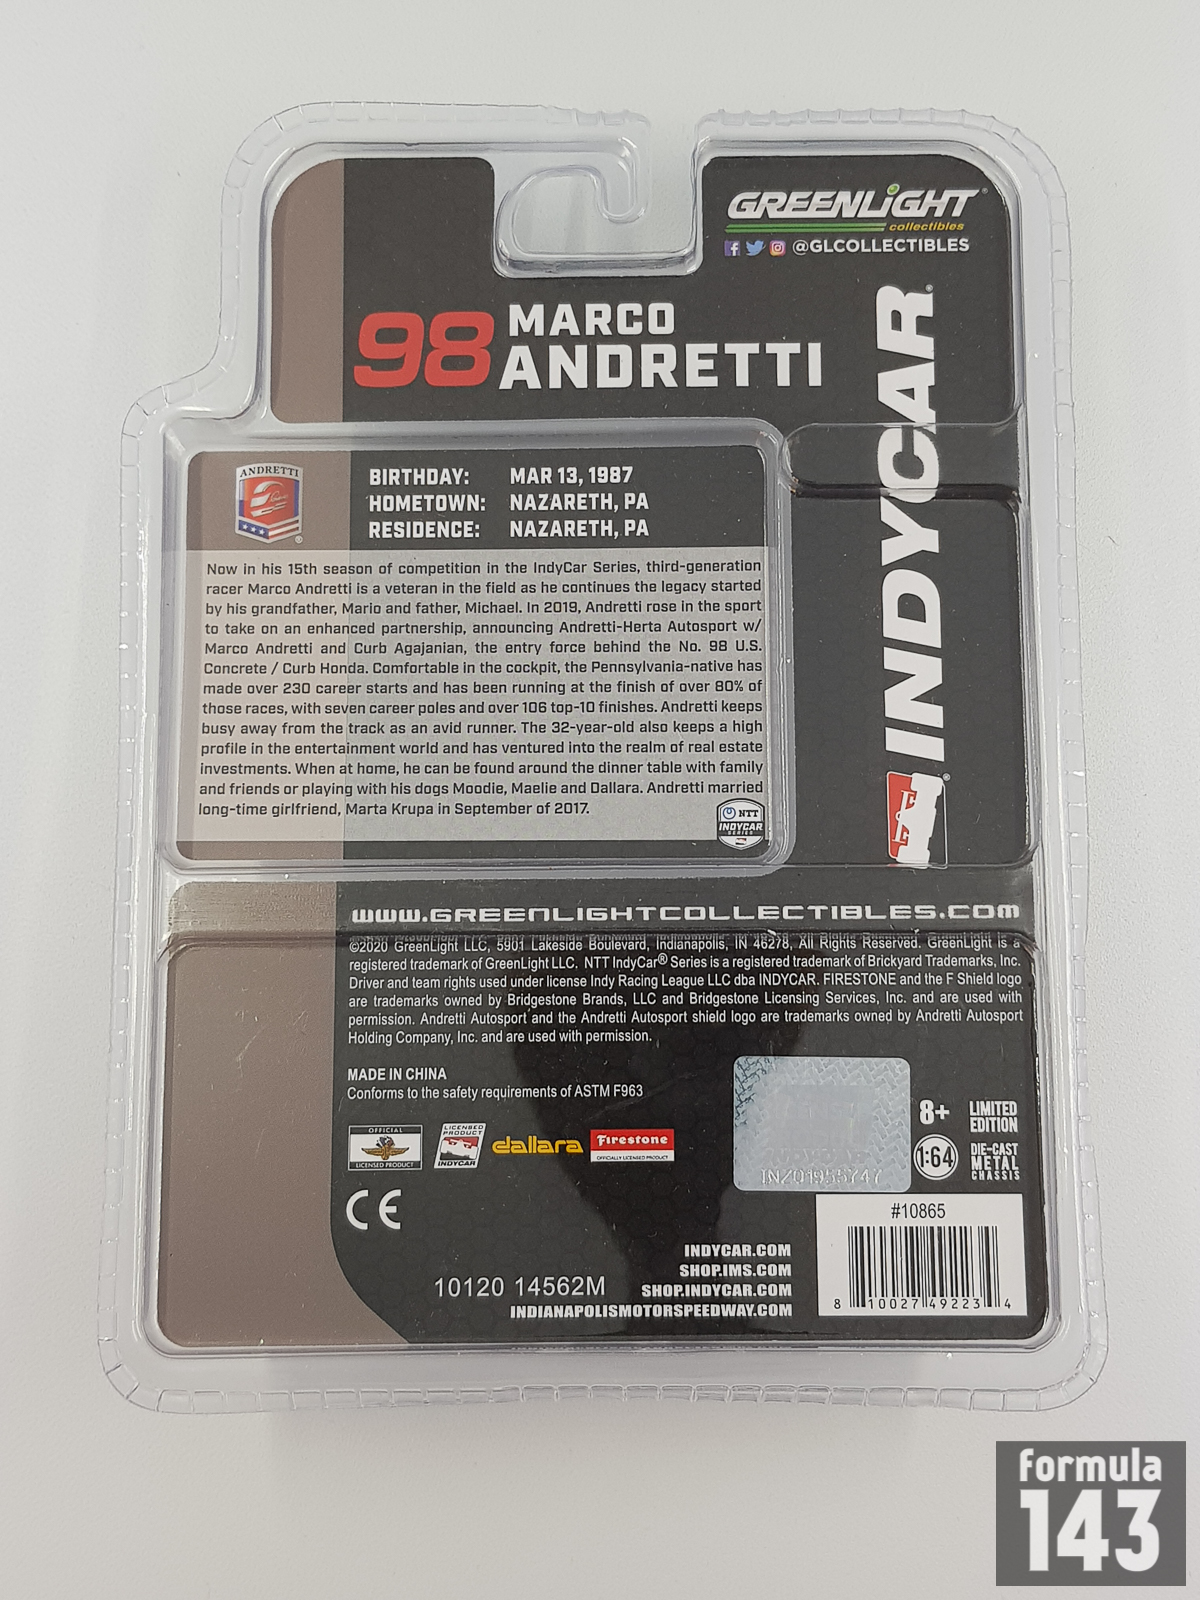 GREENLiGHT
collectibles
@GLCOLLECTIBLES
98 MARCO
ANDRETTI
INDYCAR
ANDRETTI
BIRTHDAY: MAR 13, 1987
HOMETOWN: NAZARETH, PA
RESIDENCE: NAZARETH, PA
Now in his 15th season of competition in the IndyCar Series, third-generation
racer Marco Andretti is a veteran in the field as he continues the legacy started
by his grandfather, Mario and father, Michael. In 2019, Andretti rose in the sport
to take on an enhanced partnership, announcing Andretti-Herta Autosport w/
Marco Andretti and Curb Agajanian, the entry force behind the No. 98 U.S.
Concrete / Curb Honda. Comfortable in the cockpit, the Pennsylvania-native has
made over 230 career starts and has been running at the finish of over 80% of
those races, with seven career poles and over 106 top-10 finishes. Andretti keeps
busy away from the track as an avid runner. The 32-year-old also keeps a high
profile in the entertainment world and has ventured into the realm of real estate
investments. When at home, he can be found around the dinner table with family
and friends or playing with his dogs Moodie, Maelie and Dallara. Andretti married
long-time girlfriend, Marta Krupa in September of 2017.
NTT
INDYCAR
SERIES
www.GREENLIGHTCOLLECTIBLES.com
©2020 GreenLight LLC, 5901 Lakeside Boulevard, Indianapolis, IN 46278, All Rights Reserved. GreenLight is a
registered trademark of GreenLight LLC. NTT IndyCar® Series is a registered trademark of Brickyard Trademarks, Inc.
Driver and team rights used under license Indy Racing League LLC dba INDYCAR. FIRESTONE and the F Shield logo
are trademarks owned by Bridgestone Brands, LLC and Bridgestone Licensing Services, Inc. and are used with
permission. Andretti Autosport and the Andretti Autosport shield logo are trademarks owned by Andretti Autosport
Holding Company, Inc. and are used with permission.
MADE IN CHINA
Conforms to the safety requirements of ASTM F963
OFFICIAL
LICENSED PRODUCT
LICENSED
PRODUCT
INDYCAR
dallara
Firestone
OFFICIALLY LICENSED PRODUCT
INDYCAR
INZ01955747
8+
LIMITED
EDITION
1:64
DIE-CAST
METAL
CHASSIS
CE
#10865
8 10027 49223 4
INDYCAR.COM
SHOP.IMS.COM
SHOP.INDYCAR.COM
INDIANAPOLISMOTORSPEEDWAY.COM
10120 14562M
formula
143